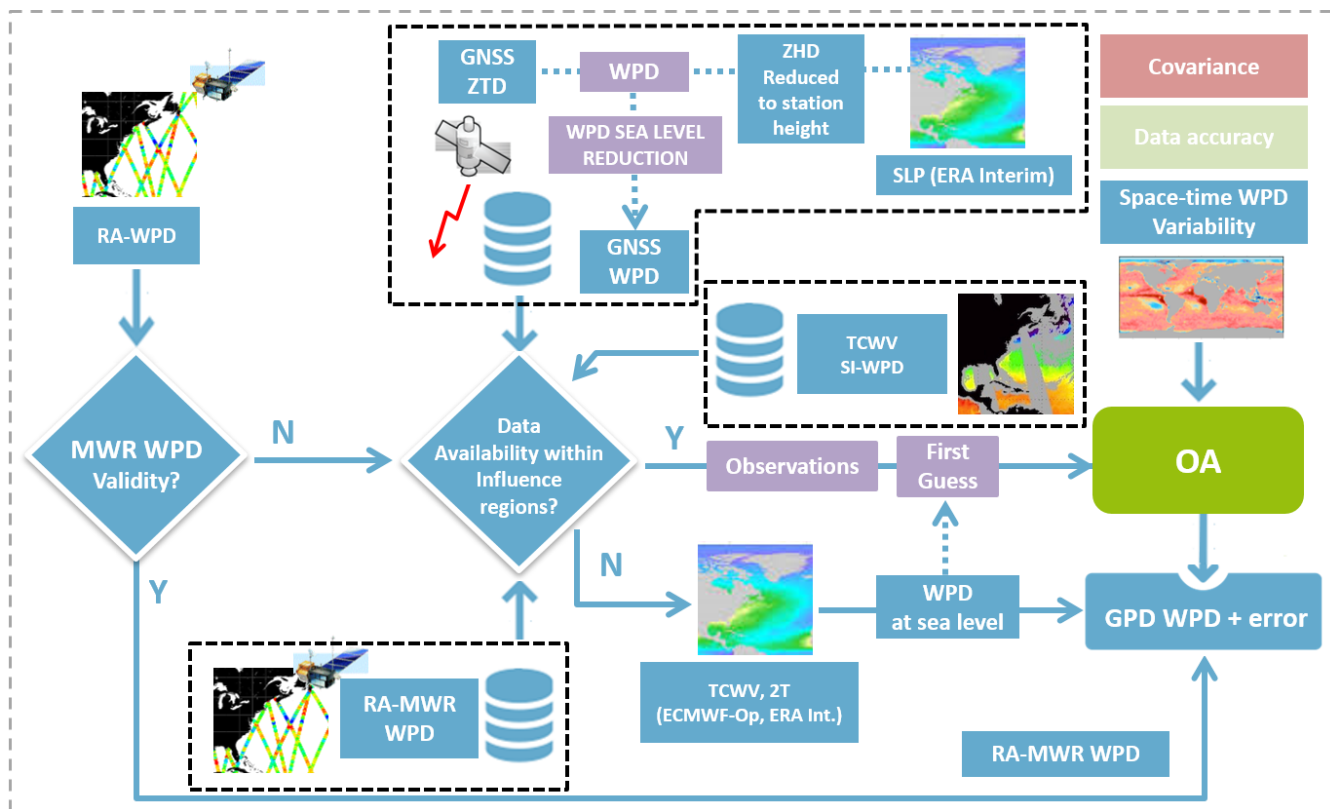 GNSS
ZTD
WPD
ZHD
Reduced
to station
height
WPD SEA LEVEL
REDUCTION
SLP (ERA Interim)
GNSS
WPD
Covariance
Data accuracy
Space-time WPD
Variability
RA-WPD
TCWV
SI-WPD
MWR WPD
Validity?
N
Data
Availability within
Influence
regions?
Y
Observations
First
Guess
OA
N
Y
WPD
at sea level
GPD WPD + error
TCWV, 2T
(ECMWF-Op, ERA Int.)
RA-MWR
WPD
RA-MWR WPD